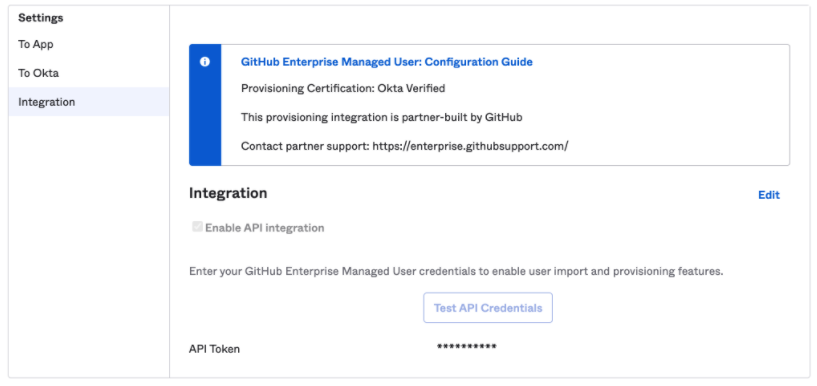 Settings
To App
To Okta
Integration
GitHub Enterprise Managed User: Configuration Guide
Provisioning Certification: Okta Verified
This provisioning integration is partner-built by GitHub
Contact partner support: https://enterprise.githubsupport.com/
Integration
Edit
Enable API integration
Enter your GitHub Enterprise Managed User credentials to enable user import and provisioning features.
Test API Credentials
API Token
**********